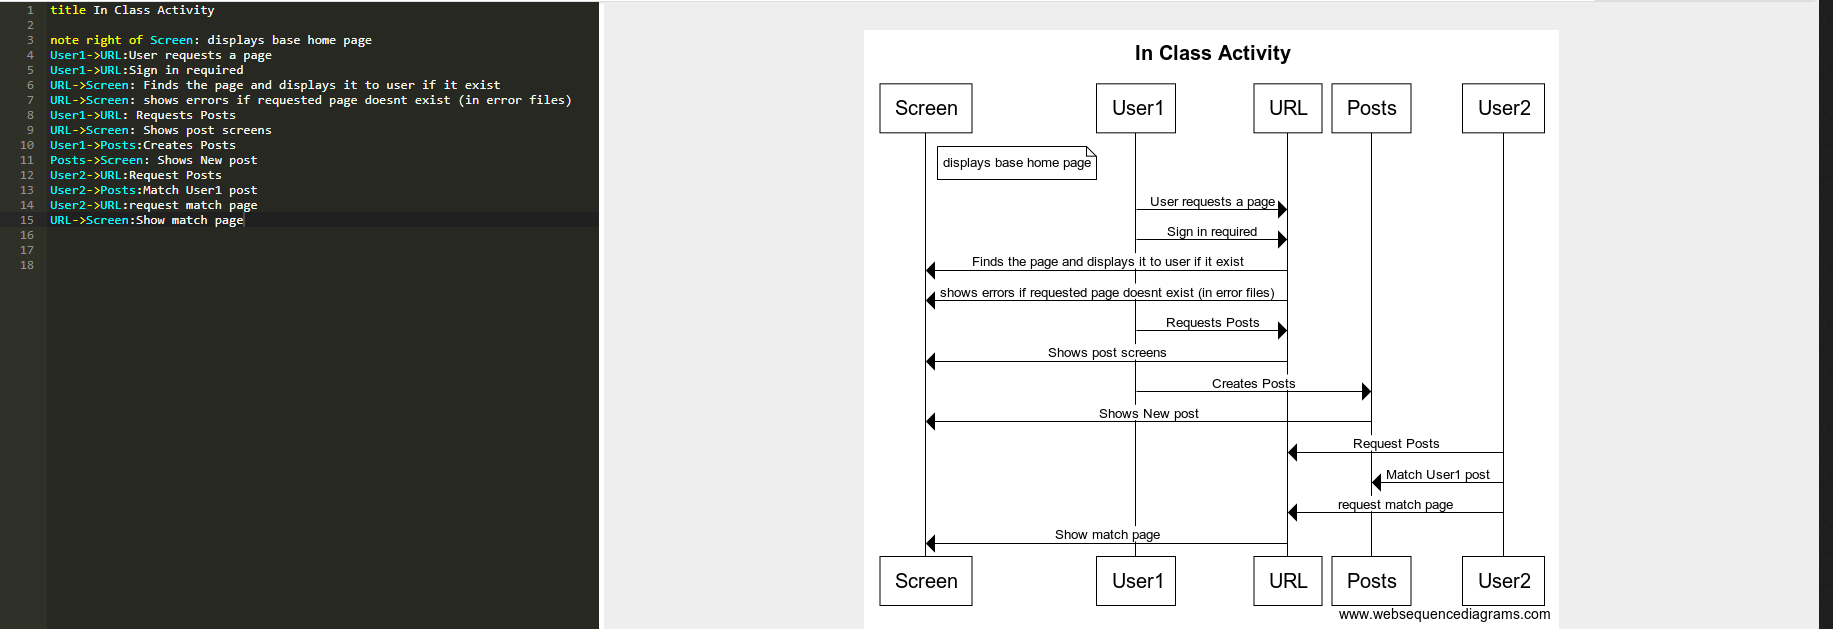 1 title In Class Activity
2
3 note right of Screen: displays base home page
4 User1->URL:User requests a page
5 User1->URL:Sign in required
6 URL->Screen: Finds the page and displays it to user if it exist
7 URL->Screen: shows errors if requested page doesnt exist (in error files)
8 User1->URL: Requests Posts
9 URL->Screen: Shows post screens
10 User1->Posts:Creates Posts
11 Posts->Screen: Shows New post
12 User2->URL:Request Posts
13 User2->Posts:Match User1 post
14 User2->URL:request match page
15 URL->Screen:Show match page
16
17
18
In Class Activity
Screen User1 URL Posts User2
displays base home page
User requests a page
Sign in required
Finds the page and displays it to user if it exist
shows errors if requested page doesnt exist (in error files)
Requests Posts
Shows post screens
Creates Posts
Shows New post
Request Posts
Match User1 post
request match page
Show match page
Screen User1 URL Posts User2
www.websequencediagrams.com